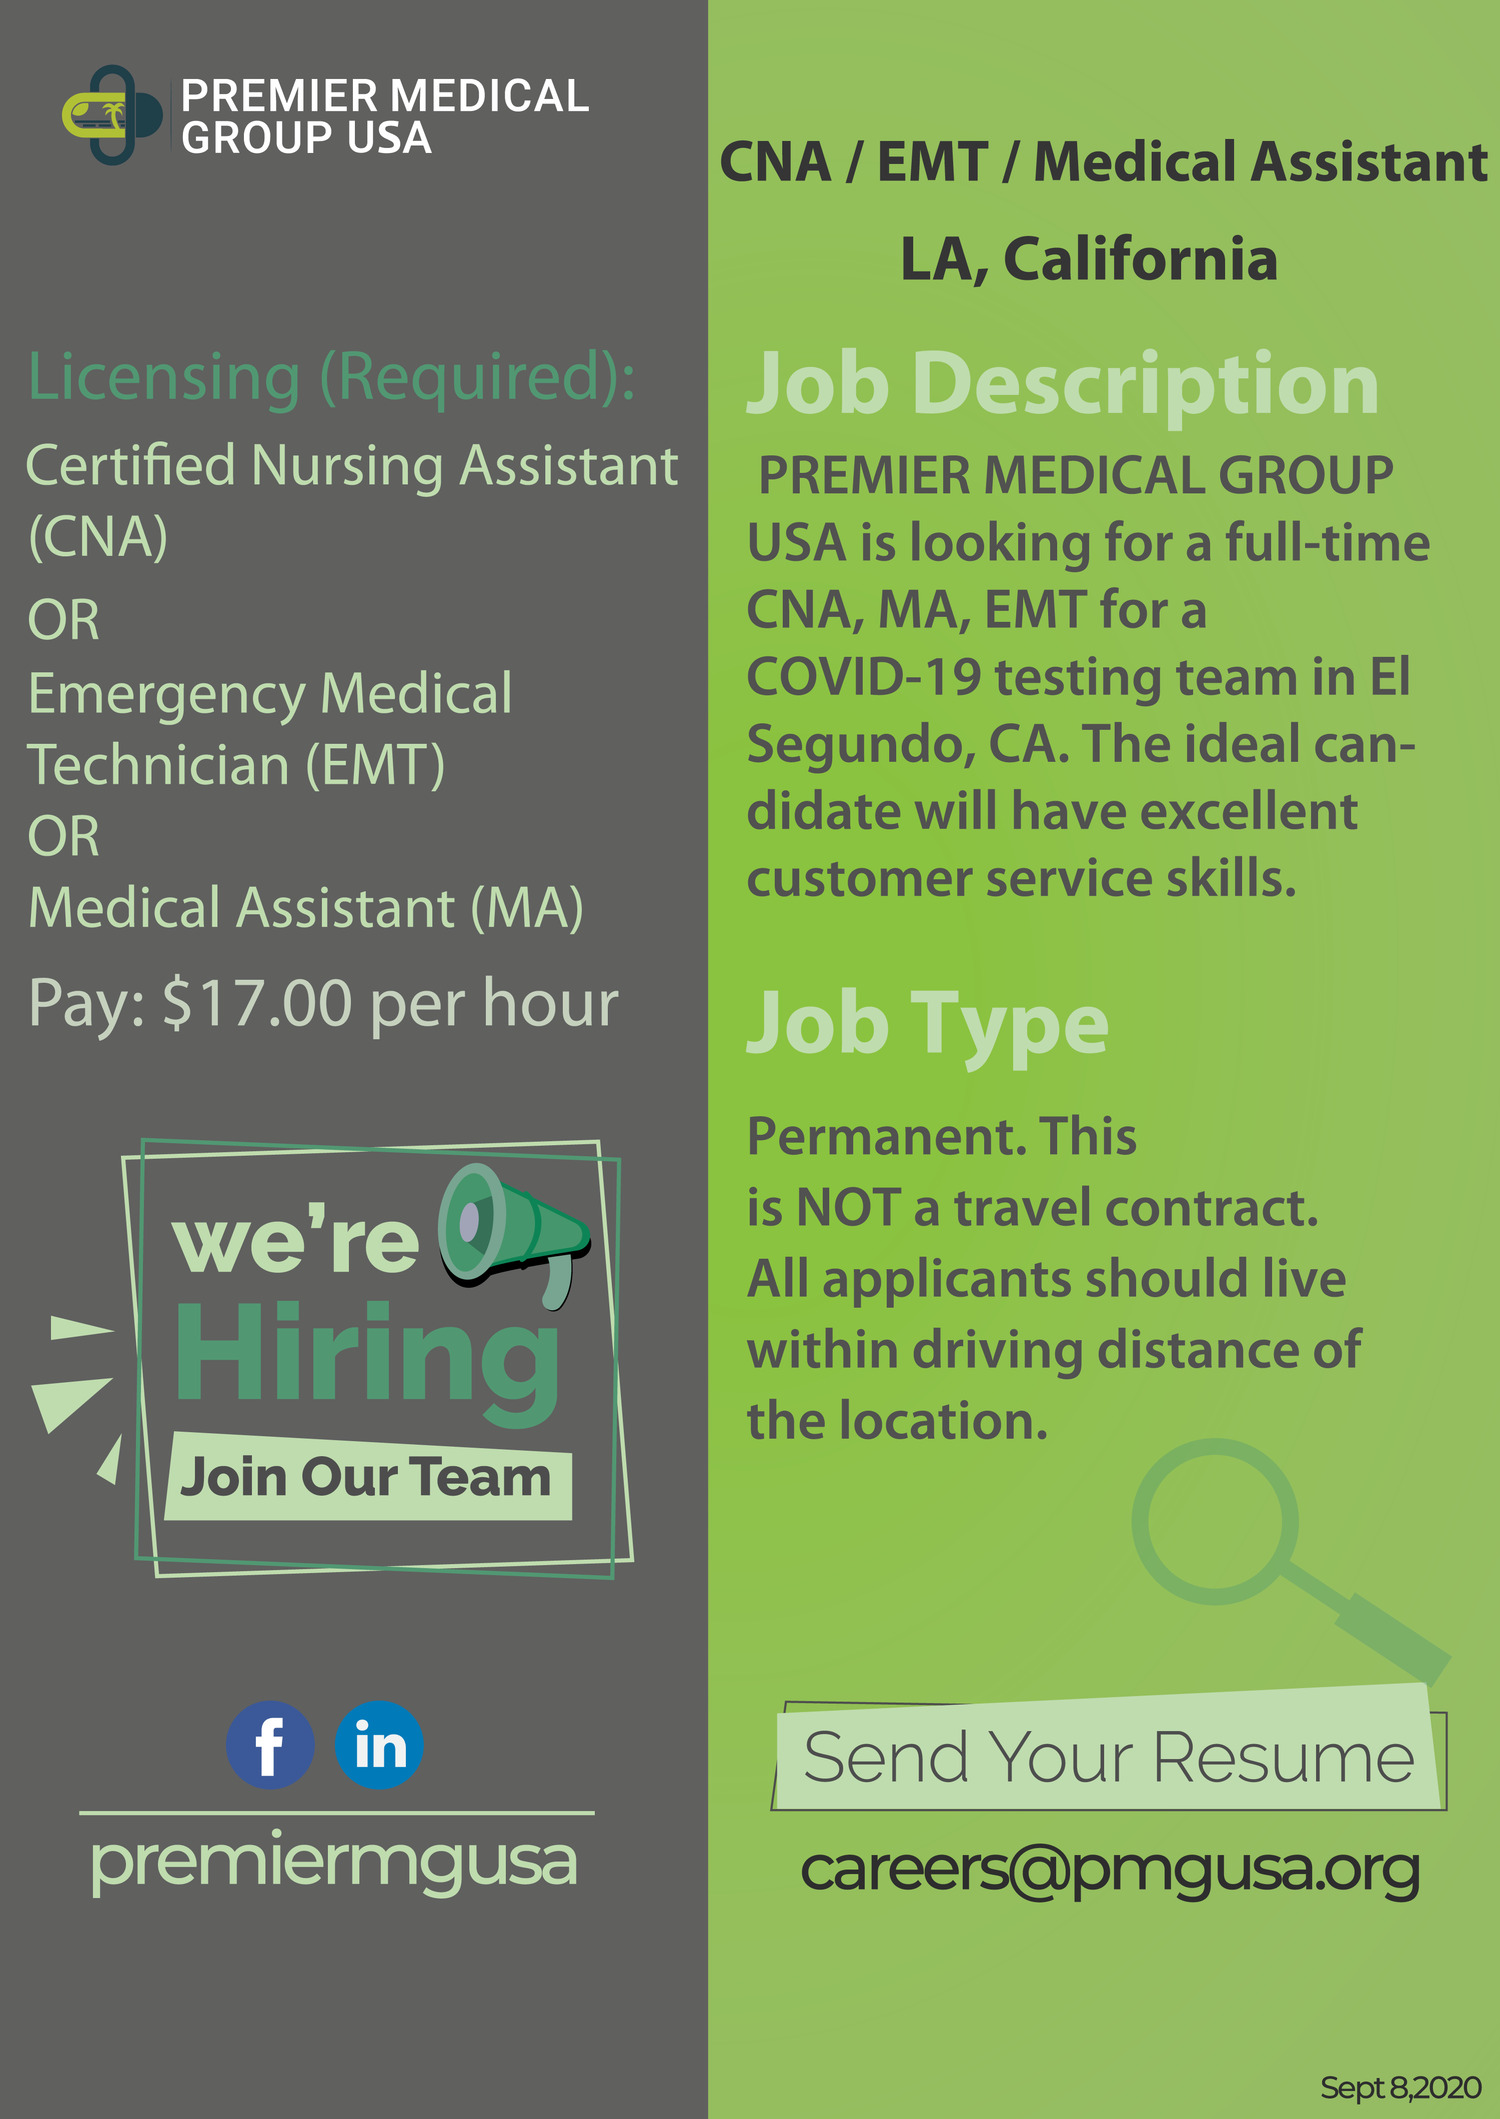 PREMIER MEDICAL
GROUP USA
Licensing (Required):
Certified Nursing Assistant
(CNA)
OR
Emergency Medical
Technician (EMT)
OR
Medical Assistant (MA)
Pay: $17.00 per hour
we're
Hiring
Join Our Team
f in
premiermgusa
CNA / EMT / Medical Assistant
LA, California
Job Description
PREMIER MEDICAL GROUP
USA is looking for a full-time
CNA, MA, EMT for a
COVID-19 testing team in El
Segundo, CA. The ideal can-
didate will have excellent
customer service skills.
Job Type
Permanent. This
is NOT a travel contract.
All applicants should live
within driving distance of
the location.
Send Your Resume
careers@pmgusa.org
Sept 8,2020